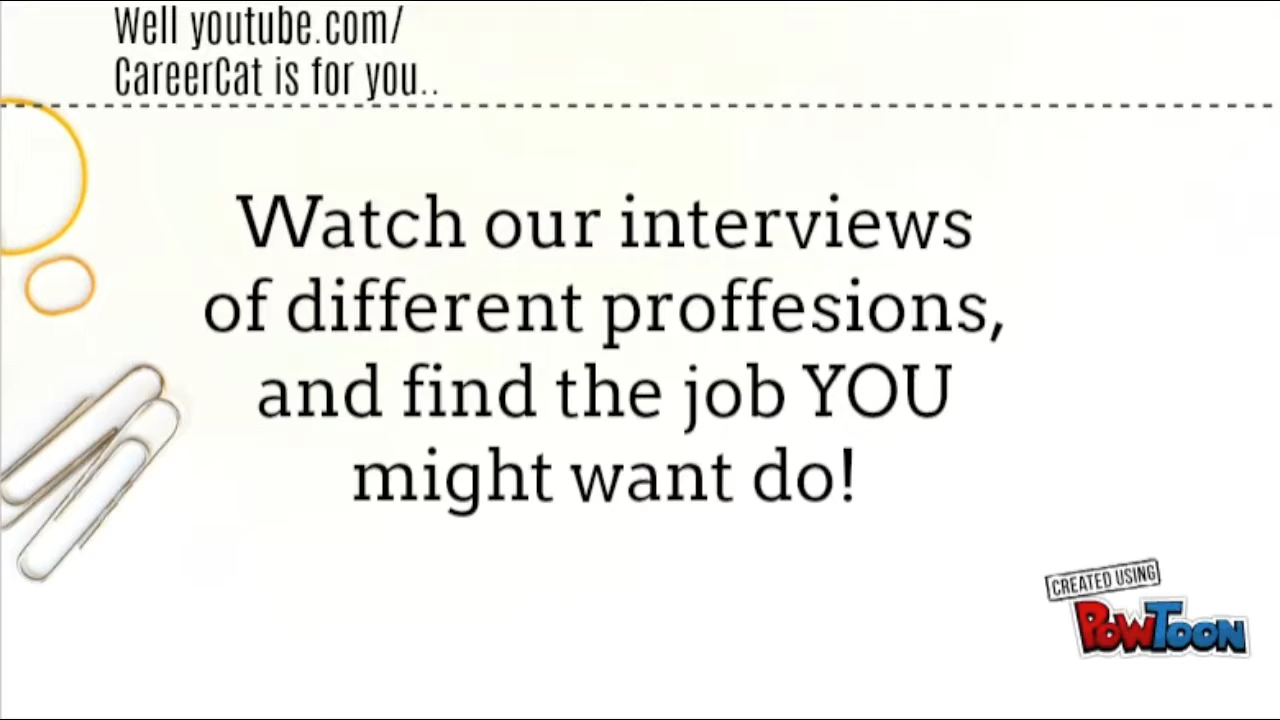 Well youtube.com/
CareerCat is for you..
Watch our interviews
of different proffesions,
and find the job YOU
might want do!
CREATED USING
POWTOON